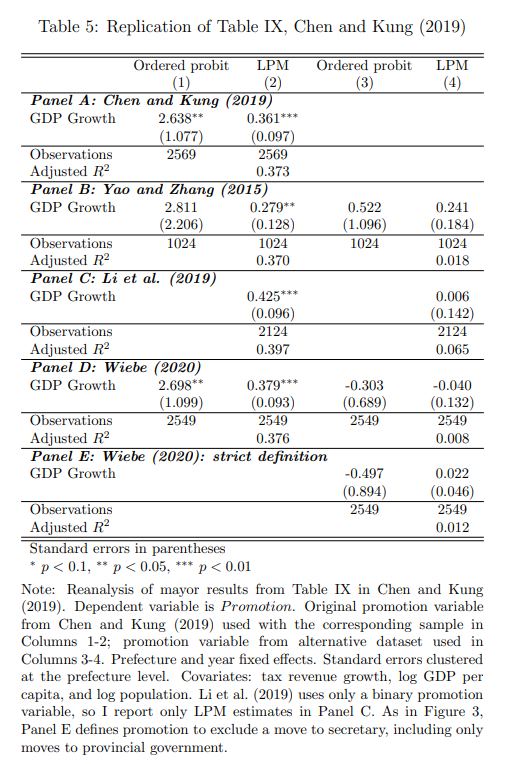 Table 5: Replication of Table IX, Chen and Kung (2019)
Ordered probit LPM Ordered probit LPM
(1) (2) (3) (4)
Panel A: Chen and Kung (2019)
GDP Growth 2.638** 0.361***
(1.077) (0.097)
Observations 2569 2569
Adjusted R² 0.373
Panel B: Yao and Zhang (2015)
GDP Growth 2.811 0.279** 0.522 0.241
(2.206) (0.128) (1.096) (0.184)
Observations 1024 1024 1024 1024
Adjusted R² 0.370 0.018
Panel C: Li et al. (2019)
GDP Growth 0.425*** 0.006
(0.096) (0.142)
Observations 2124 2124
Adjusted R² 0.397 0.065
Panel D: Wiebe (2020)
GDP Growth 2.698** 0.379*** -0.303 -0.040
(1.099) (0.093) (0.689) (0.132)
Observations 2549 2549 2549 2549
Adjusted R² 0.376 0.008
Panel E: Wiebe (2020): strict definition
GDP Growth -0.497 0.022
(0.894) (0.046)
Observations 2549 2549
Adjusted R² 0.012
Standard errors in parentheses
* p < 0.1, ** p < 0.05, *** p < 0.01
Note: Reanalysis of mayor results from Table IX in Chen and Kung
(2019). Dependent variable is Promotion. Original promotion variable
from Chen and Kung (2019) used with the corresponding sample in
Columns 1-2; promotion variable from alternative dataset used in
Columns 3-4. Prefecture and year fixed effects. Standard errors clustered
at the prefecture level. Covariates: tax revenue growth, log GDP per
capita, and log population. Li et al. (2019) uses only a binary promotion
variable, so I report only LPM estimates in Panel C. As in Figure 3,
Panel E defines promotion to exclude a move to secretary, including only
moves to provincial government.